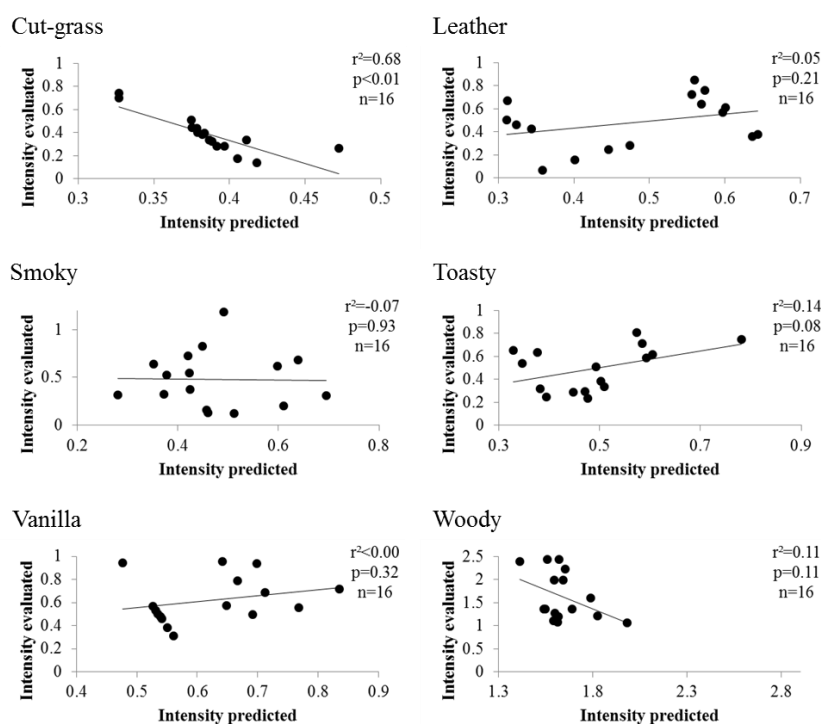 Cut-grass
r²=0.68
p<0.01
n=16
Intensity evaluated
1
0.8
0.6
0.4
0.2
0
0.3
0.35
0.4
0.45
0.5
Intensity predicted
Leather
r²=0.05
p=0.21
n=16
Intensity evaluated
1
0.8
0.6
0.4
0.2
0
0.3
0.4
0.5
0.6
0.7
Intensity predicted
Smoky
r²=-0.07
p=0.93
n=16
Intensity evaluated
1
0.5
0
0.2
0.4
0.6
0.8
Intensity predicted
Toasty
r²=0.14
p=0.08
n=16
Intensity evaluated
1
0.8
0.6
0.4
0.2
0
0.3
0.5
0.7
0.9
Intensity predicted
Vanilla
r²<0.00
p=0.32
n=16
Intensity evaluated
1
0.8
0.6
0.4
0.2
0
0.4
0.5
0.6
0.7
0.8
0.9
Intensity predicted
Woody
r²=0.11
p=0.11
n=16
Intensity evaluated
2.5
2
1.5
1
0.5
0
1.3
1.8
2.3
2.8
Intensity predicted